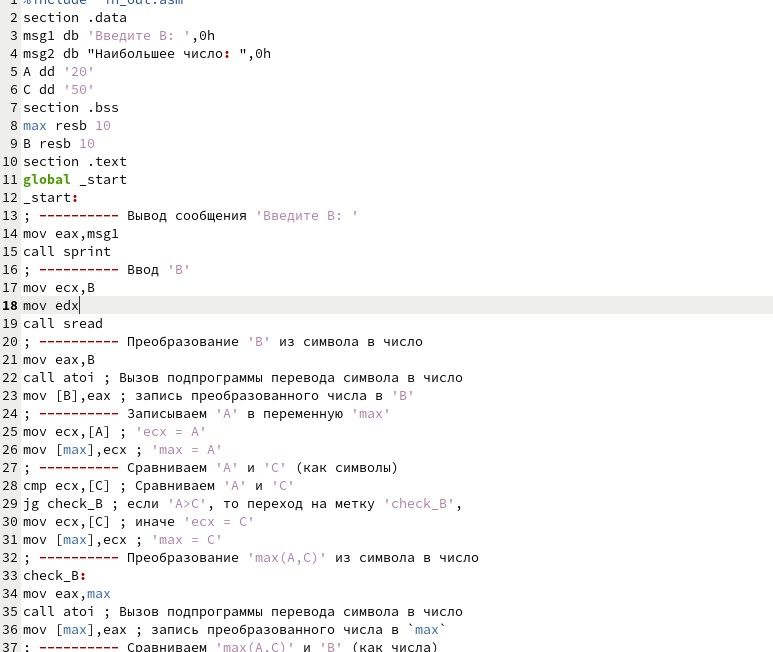 1 %include 'in_out.asm'
2 section .data
3 msg1 db 'Введите B: ',0h
4 msg2 db "Наибольшее число: ",0h
5 A dd '20'
6 C dd '50'
7 section .bss
8 max resb 10
9 B resb 10
10 section .text
11 global _start
12 _start:
13 ; ---------- Вывод сообщения 'Введите B: '
14 mov eax,msg1
15 call sprint
16 ; ---------- Ввод 'B'
17 mov ecx,B
18 mov edx
19 call sread
20 ; ---------- Преобразование 'B' из символа в число
21 mov eax,B
22 call atoi ; Вызов подпрограммы перевода символа в число
23 mov [B],eax ; запись преобразованного числа в 'B'
24 ; ---------- Записываем 'A' в переменную 'max'
25 mov ecx,[A] ; 'ecx = A'
26 mov [max],ecx ; 'max = A'
27 ; ---------- Сравниваем 'A' и 'С' (как символы)
28 cmp ecx,[C] ; Сравниваем 'A' и 'С'
29 jg check_B ; если 'A>C', то переход на метку 'check_B',
30 mov ecx,[C] ; иначе 'ecx = C'
31 mov [max],ecx ; 'max = C'
32 ; ---------- Преобразование 'max(A,C)' из символа в число
33 check_B:
34 mov eax,max
35 call atoi ; Вызов подпрограммы перевода символа в число
36 mov [max],eax ; запись преобразованного числа в `max`
37 ; ---------- Сравниваем 'max(A,C)' и 'B' (как числа)